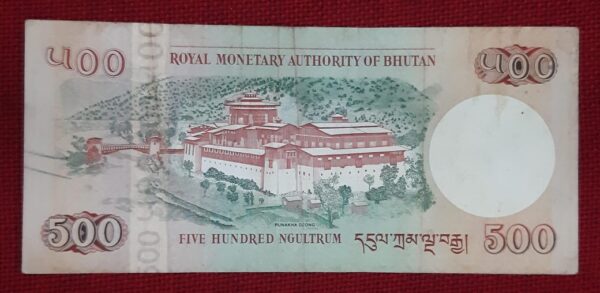 ༥༠༠ ROYAL MONETARY AUTHORITY OF BHUTAN ༥༠༠
PUNAKHA DZONG
500 FIVE HUNDRED NGULTRUM དངུལ་ཀྲམ་ལྔ་བརྒྱ། 500